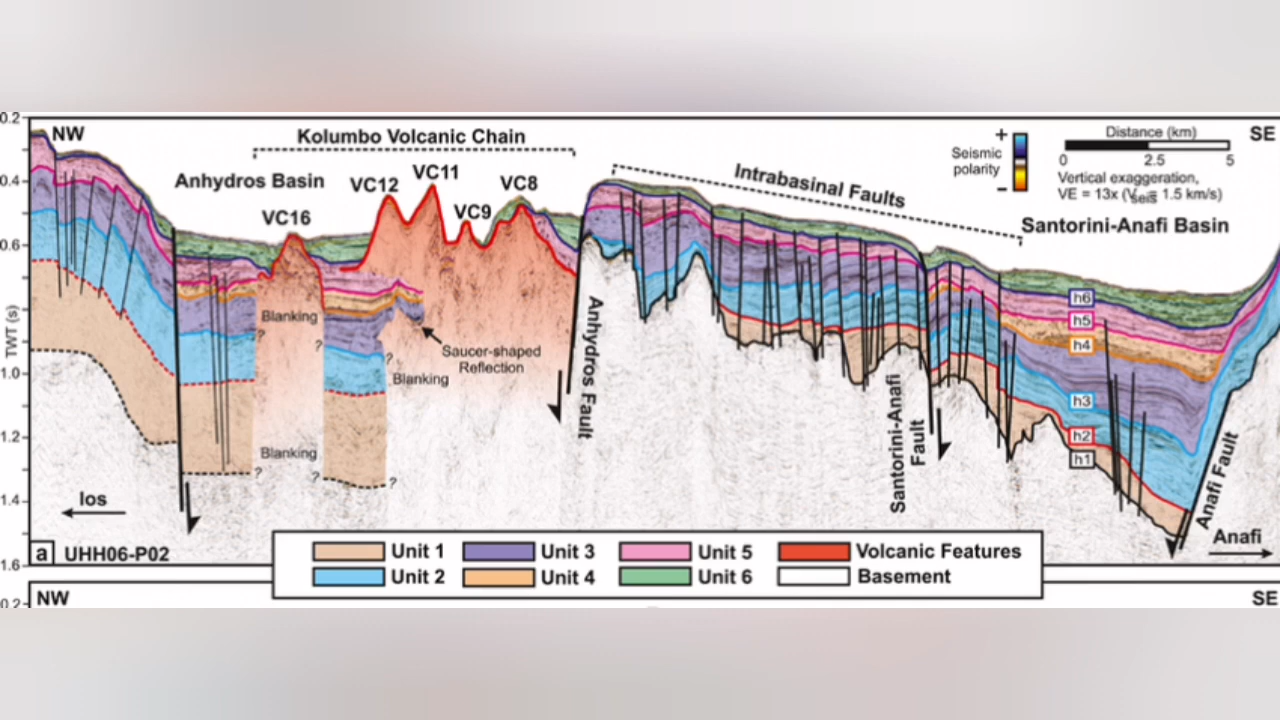 0.2
NW
Kolumbo Volcanic Chain
+
Seismic
polarity
−
Distance (km)
0 2.5 5
Vertical exaggeration,
VE = 13x (Vseis = 1.5 km/s)
SE
Anhydros Basin
VC16
VC12
VC11
VC9
VC8
Intrabasinal Faults
Santorini-Anafi Basin
0.4
0.6
TWT (s)
1.0
1.2
1.4
1.6
Blanking
?
?
?
Blanking
Saucer-shaped
Reflection
Blanking
?
?
?
Anhydros Fault
Santorini-Anafi
Fault
h6
h5
h4
h3
h2
h1
Anafi Fault
Ios
Anafi
a UHH06-P02
Unit 1 Unit 3 Unit 5 Volcanic Features
Unit 2 Unit 4 Unit 6 Basement
0.2
NW
SE